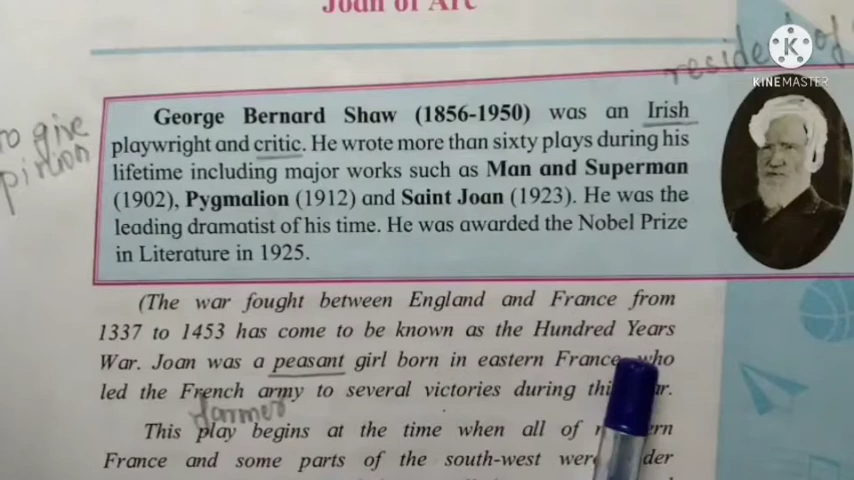 Joan of Arc
resident of
KINEMASTER
to give
George Bernard Shaw (1856-1950) was an Irish
playwright and critic. He wrote more than sixty plays during his
lifetime including major works such as Man and Superman
(1902), Pygmalion (1912) and Saint Joan (1923). He was the
leading dramatist of his time. He was awarded the Nobel Prize
in Literature in 1925.
(The war fought between England and France from
1337 to 1453 has come to be known as the Hundred Years
War. Joan was a peasant girl born in eastern France who
led the French army to several victories during this war.
farmer
This play begins at the time when all of
France and some parts of the south-west were